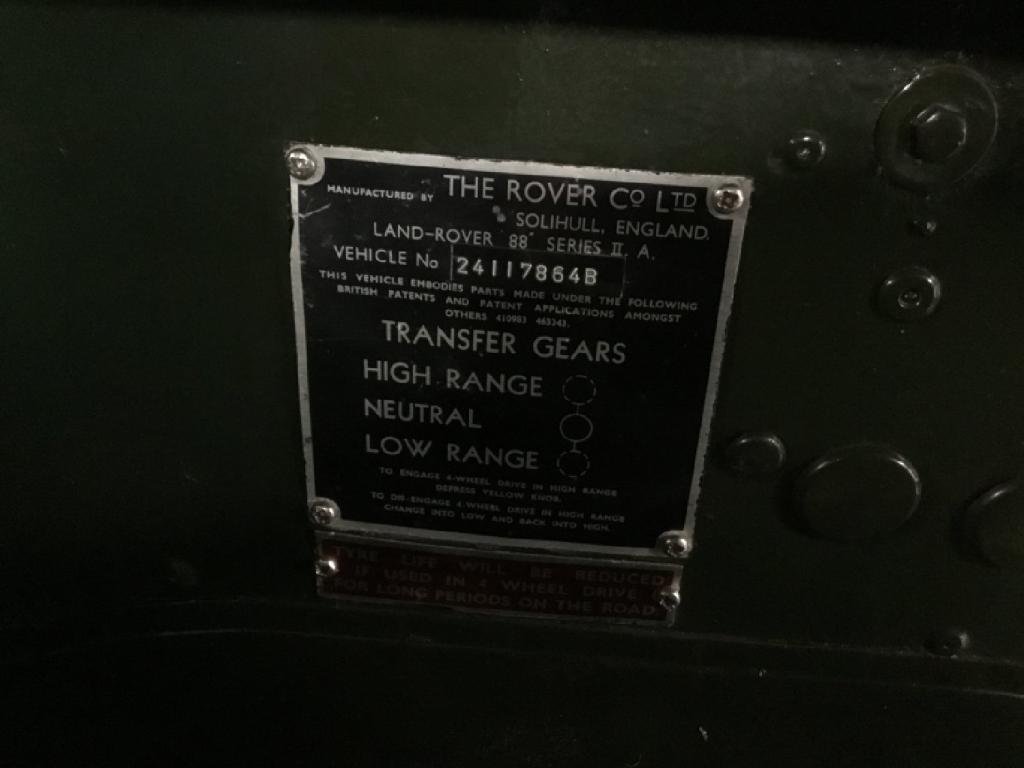 MANUFACTURED BY THE ROVER Cº LTD
SOLIHULL, ENGLAND.
LAND-ROVER 88" SERIES II. A.
VEHICLE No 24117864B
THIS VEHICLE EMBODIES PARTS MADE UNDER THE FOLLOWING
BRITISH PATENTS AND PATENT APPLICATIONS AMONGST
OTHERS 410983 463343.
TRANSFER GEARS
HIGH RANGE
NEUTRAL
LOW RANGE
TO ENGAGE 4-WHEEL DRIVE IN HIGH RANGE
DEPRESS YELLOW KNOB.
TO DIS-ENGAGE 4-WHEEL DRIVE IN HIGH RANGE
CHANGE INTO LOW AND BACK INTO HIGH.
TYRE LIFE WILL BE REDUCED
IF USED IN 4 WHEEL DRIVE
FOR LONG PERIODS ON THE ROAD